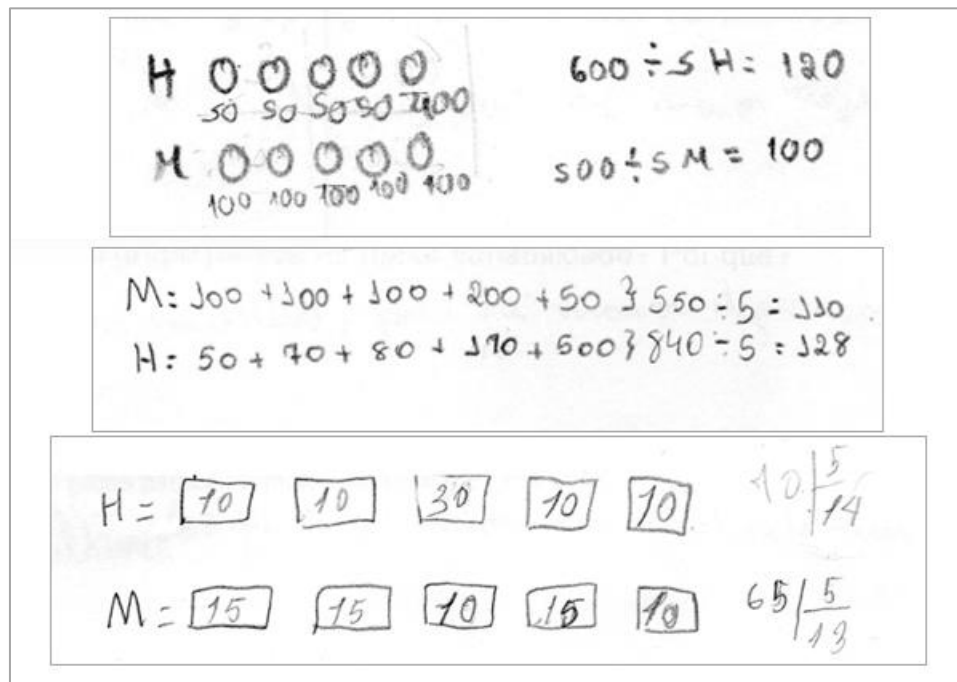 H 600 ÷ 5 H = 120
50 50 50 50 400
M 500 ÷ 5 M = 100
100 100 100 100 100
M: 100 + 100 + 100 + 200 + 50 } 550 ÷ 5 = 110
H: 50 + 70 + 80 + + 500 } 840 ÷ 5 = 128
H = 10 10 30 10 10 70 | 5
14
M = 15 15 10 15 10 65 | 5
13